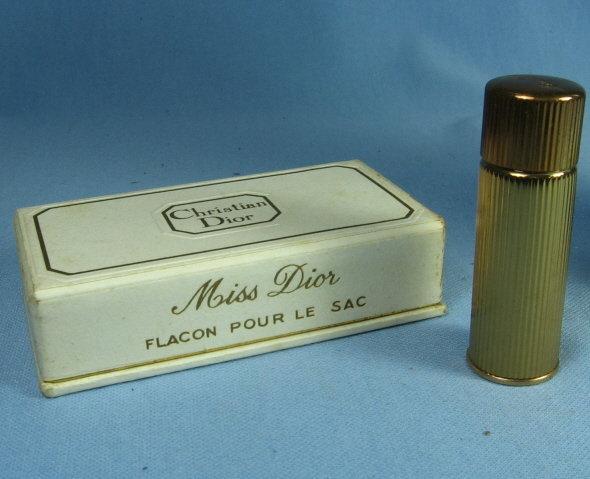 Christian
Dior
Miss Dior
FLACON POUR LE SAC